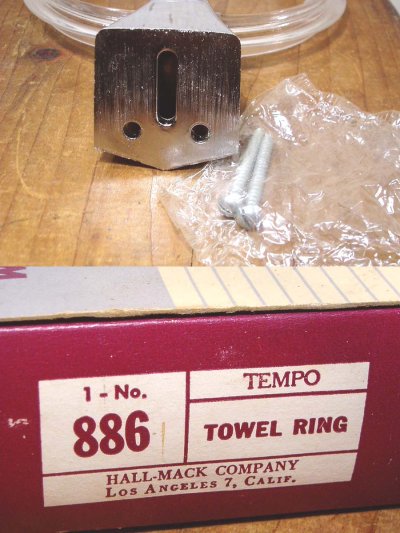 M
1 - No.
886
TEMPO
TOWEL RING
HALL-MACK COMPANY
LOS ANGELES 7, CALIF.